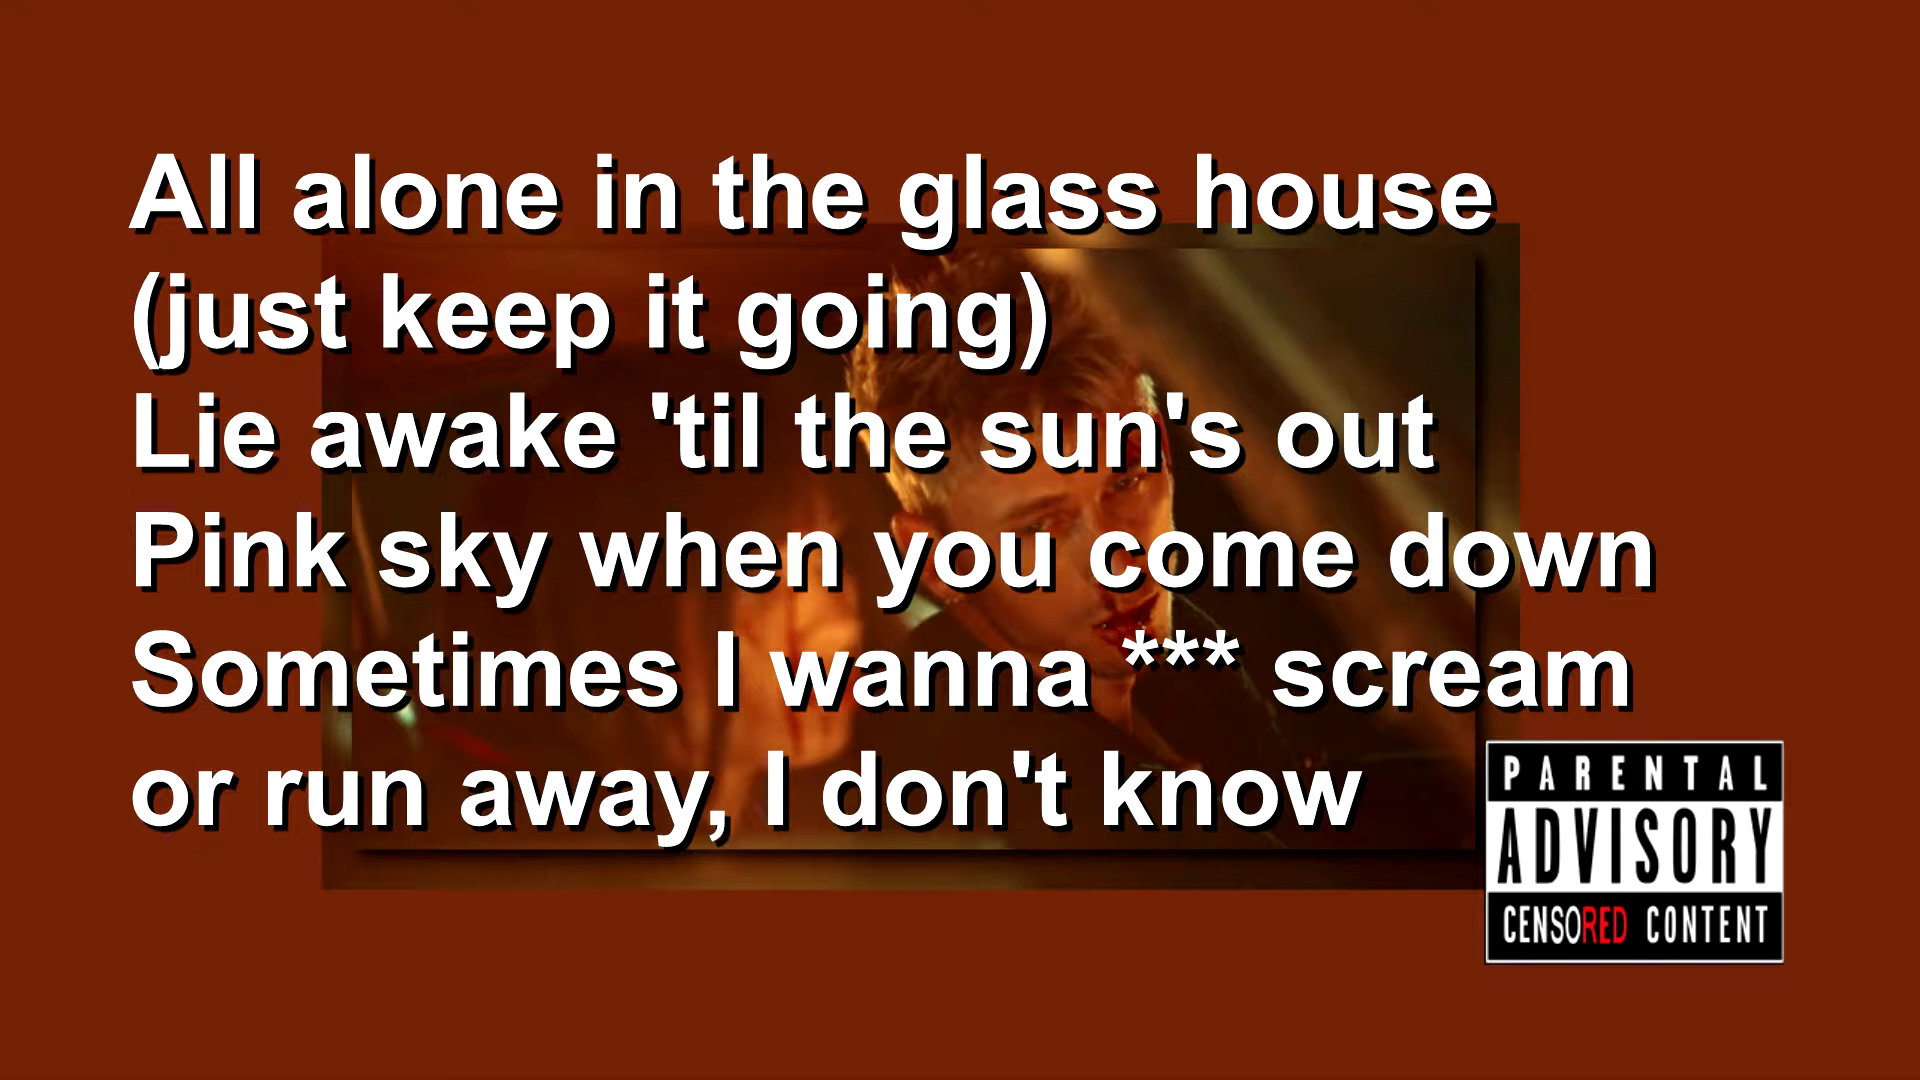 All alone in the glass house
(just keep it going)
Lie awake 'til the sun's out
Pink sky when you come down
Sometimes I wanna *** scream
or run away, I don't know
PARENTAL
ADVISORY
CENSORED CONTENT